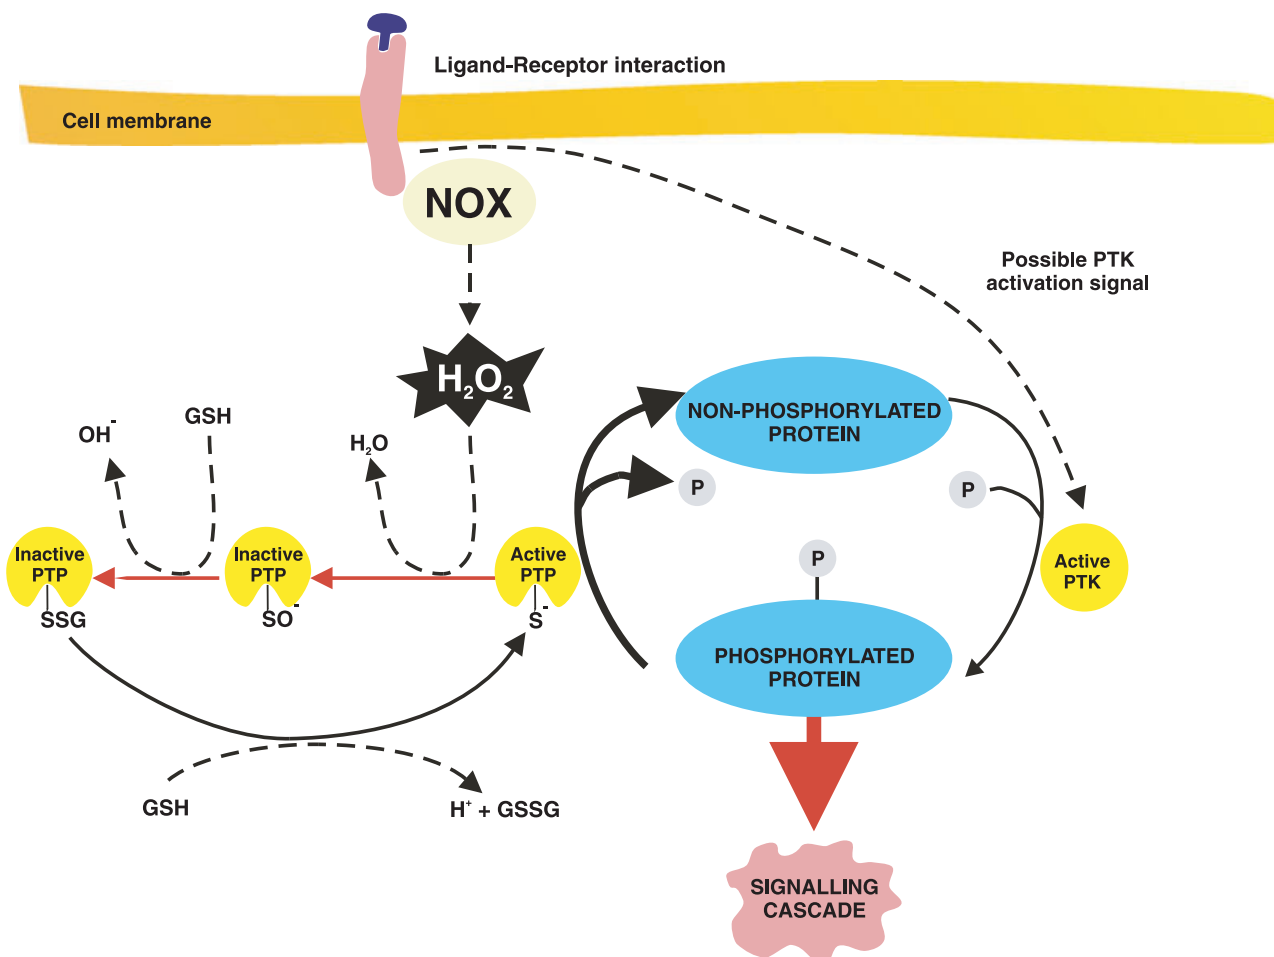 Ligand-Receptor interaction
Cell membrane
NOX
Possible PTK
activation signal
H₂O₂
NON-PHOSPHORYLATED
PROTEIN
GSH
OH⁻
H₂O
P
P
Inactive
PTP
SSG
Inactive
PTP
SO⁻
Active
PTP
S⁻
P
Active
PTK
PHOSPHORYLATED
PROTEIN
GSH
H⁺ + GSSG
SIGNALLING
CASCADE